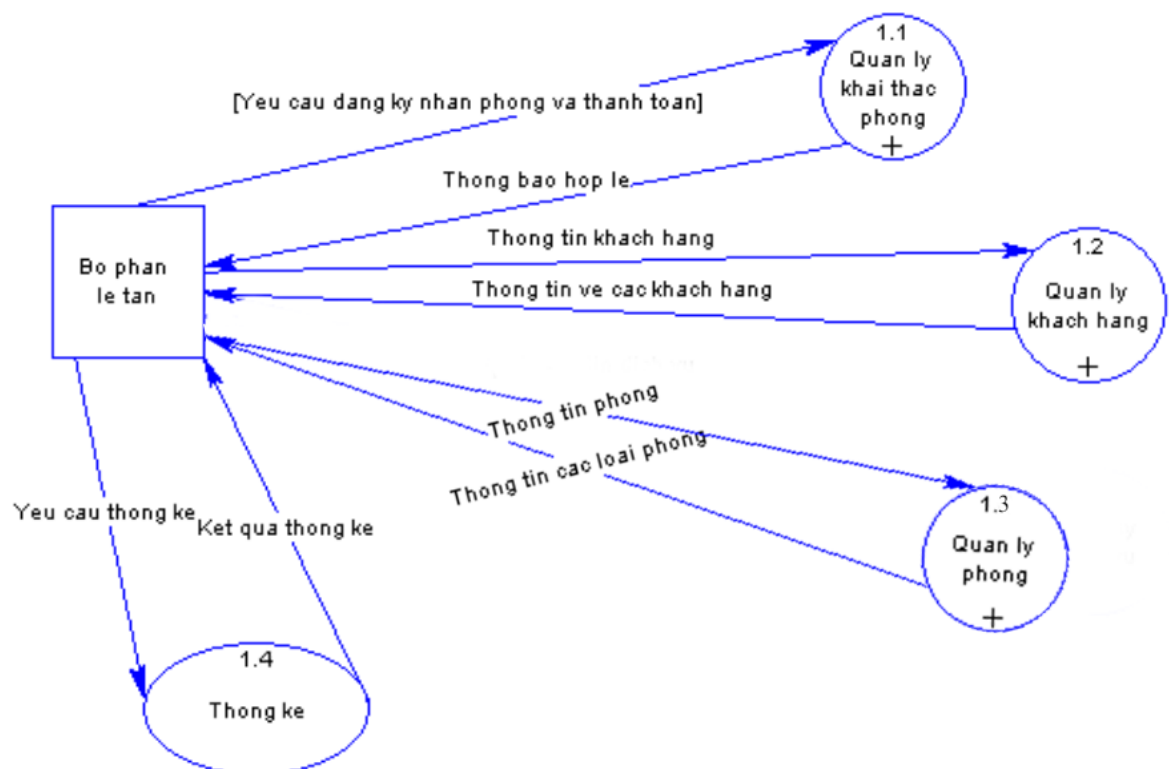 1.1
Quan ly
khai thac
phong
[Yeu cau dang ky nhan phong va thanh toan]
Thong bao hop le
Bo phan
le tan
Thong tin khach hang
1.2
Thong tin ve cac khach hang
Quan ly
khach hang
Thong tin phong
Thong tin cac loai phong
1.3
Quan ly
phong
Yeu cau thong ke
Ket qua thong ke
1.4
Thong ke